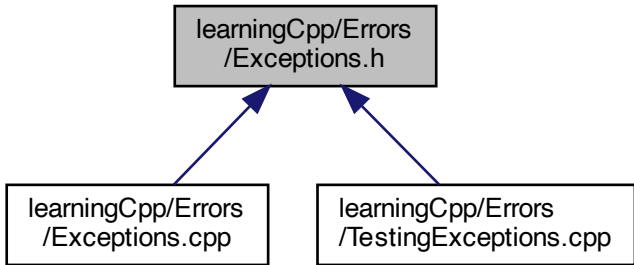 learningCpp/Errors
/Exceptions.h
learningCpp/Errors
/Exceptions.cpp
learningCpp/Errors
/TestingExceptions.cpp